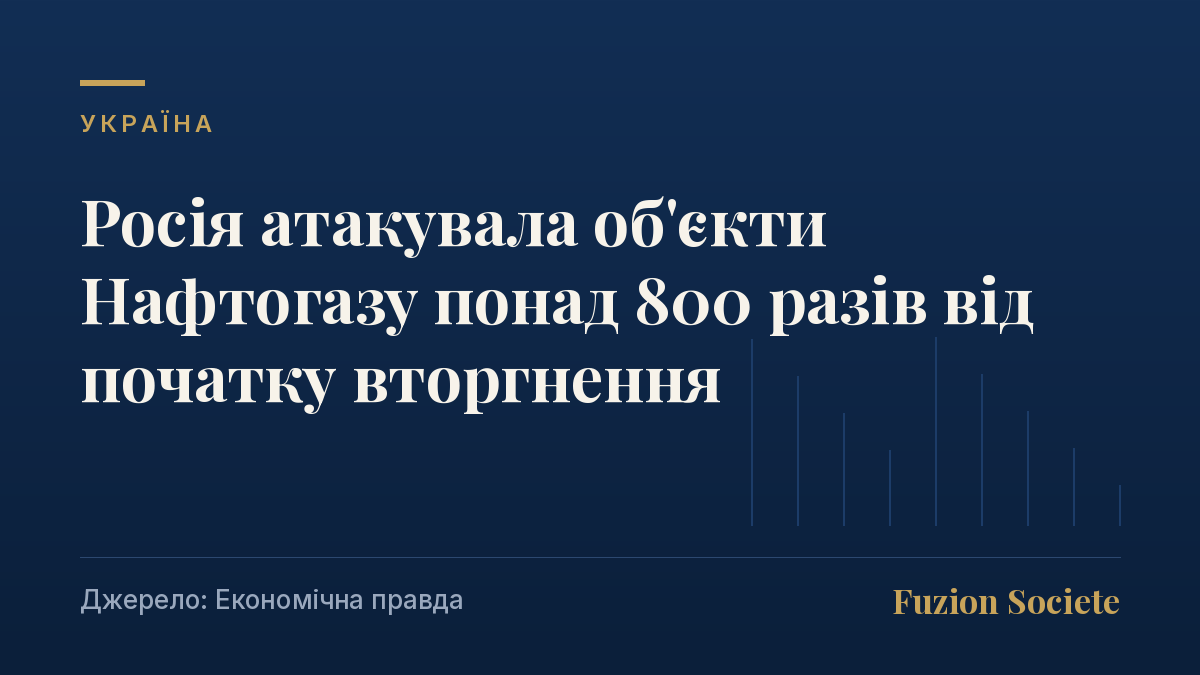 УКРАЇНА
Росія атакувала об'єкти
Нафтогазу понад 800 разів від
початку вторгнення
Джерело: Економічна правда
Fuzion Societe